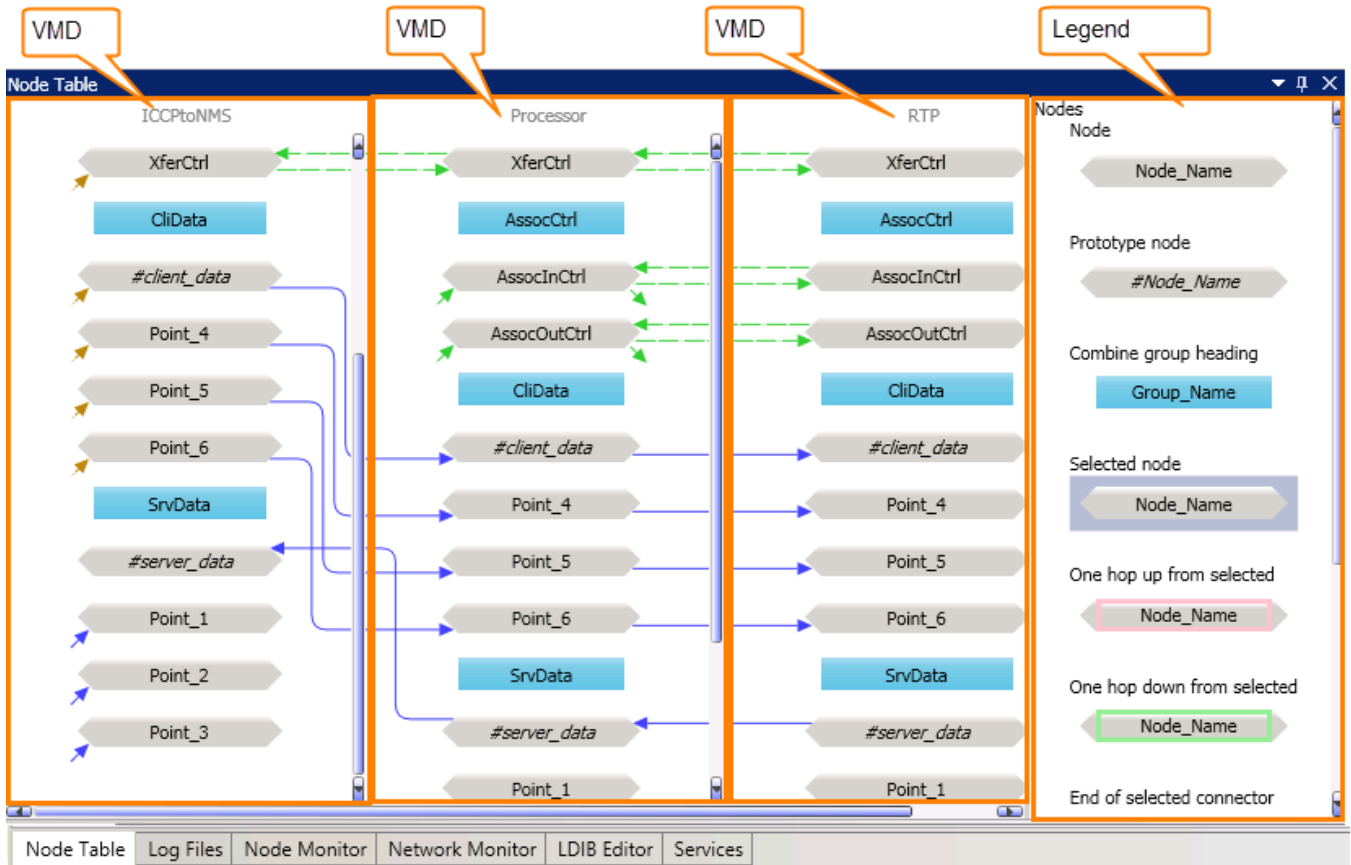 VMD
VMD
VMD
Legend
Node Table
ICCPtoNMS
XferCtrl
CliData
#client_data
Point_4
Point_5
Point_6
SrvData
#server_data
Point_1
Point_2
Point_3
Processor
XferCtrl
AssocCtrl
AssocInCtrl
AssocOutCtrl
CliData
#client_data
Point_4
Point_5
Point_6
SrvData
#server_data
Point_1
RTP
XferCtrl
AssocCtrl
AssocInCtrl
AssocOutCtrl
CliData
#client_data
Point_4
Point_5
Point_6
SrvData
#server_data
Point_1
Nodes
Node
Node_Name
Prototype node
#Node_Name
Combine group heading
Group_Name
Selected node
Node_Name
One hop up from selected
Node_Name
One hop down from selected
Node_Name
End of selected connector
Node Table Log Files Node Monitor Network Monitor LDIB Editor Services